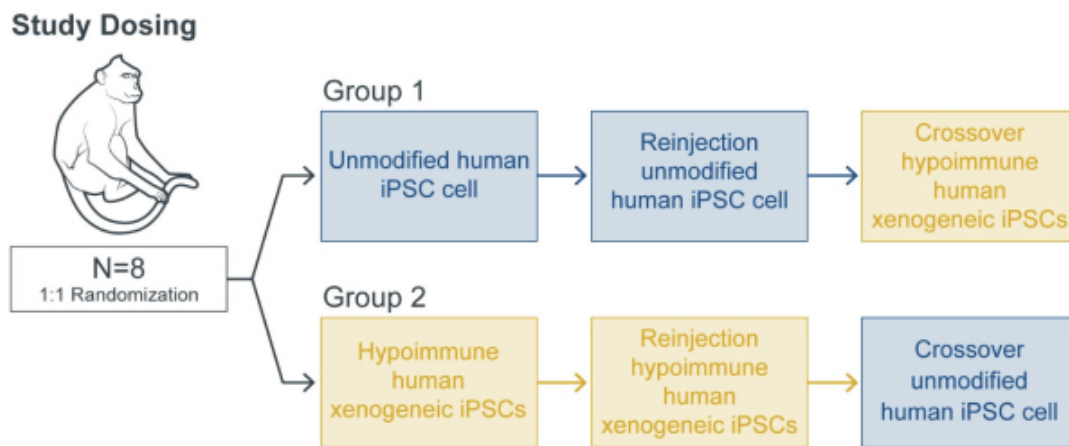 Study Dosing
N=8
1:1 Randomization
Group 1
Unmodified human
iPSC cell
Reinjection
unmodified
human iPSC cell
Crossover
hypoimmune
human
xenogeneic iPSCs
Group 2
Hypoimmune
human
xenogeneic iPSCs
Reinjection
hypoimmune
human
xenogeneic iPSCs
Crossover
unmodified
human iPSC cell